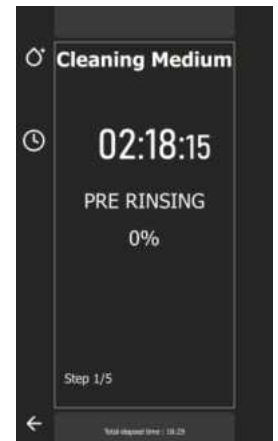 Cleaning Medium
02:18:15
PRE RINSING
0%
Step 1/5
Total elapsed time : 18:29